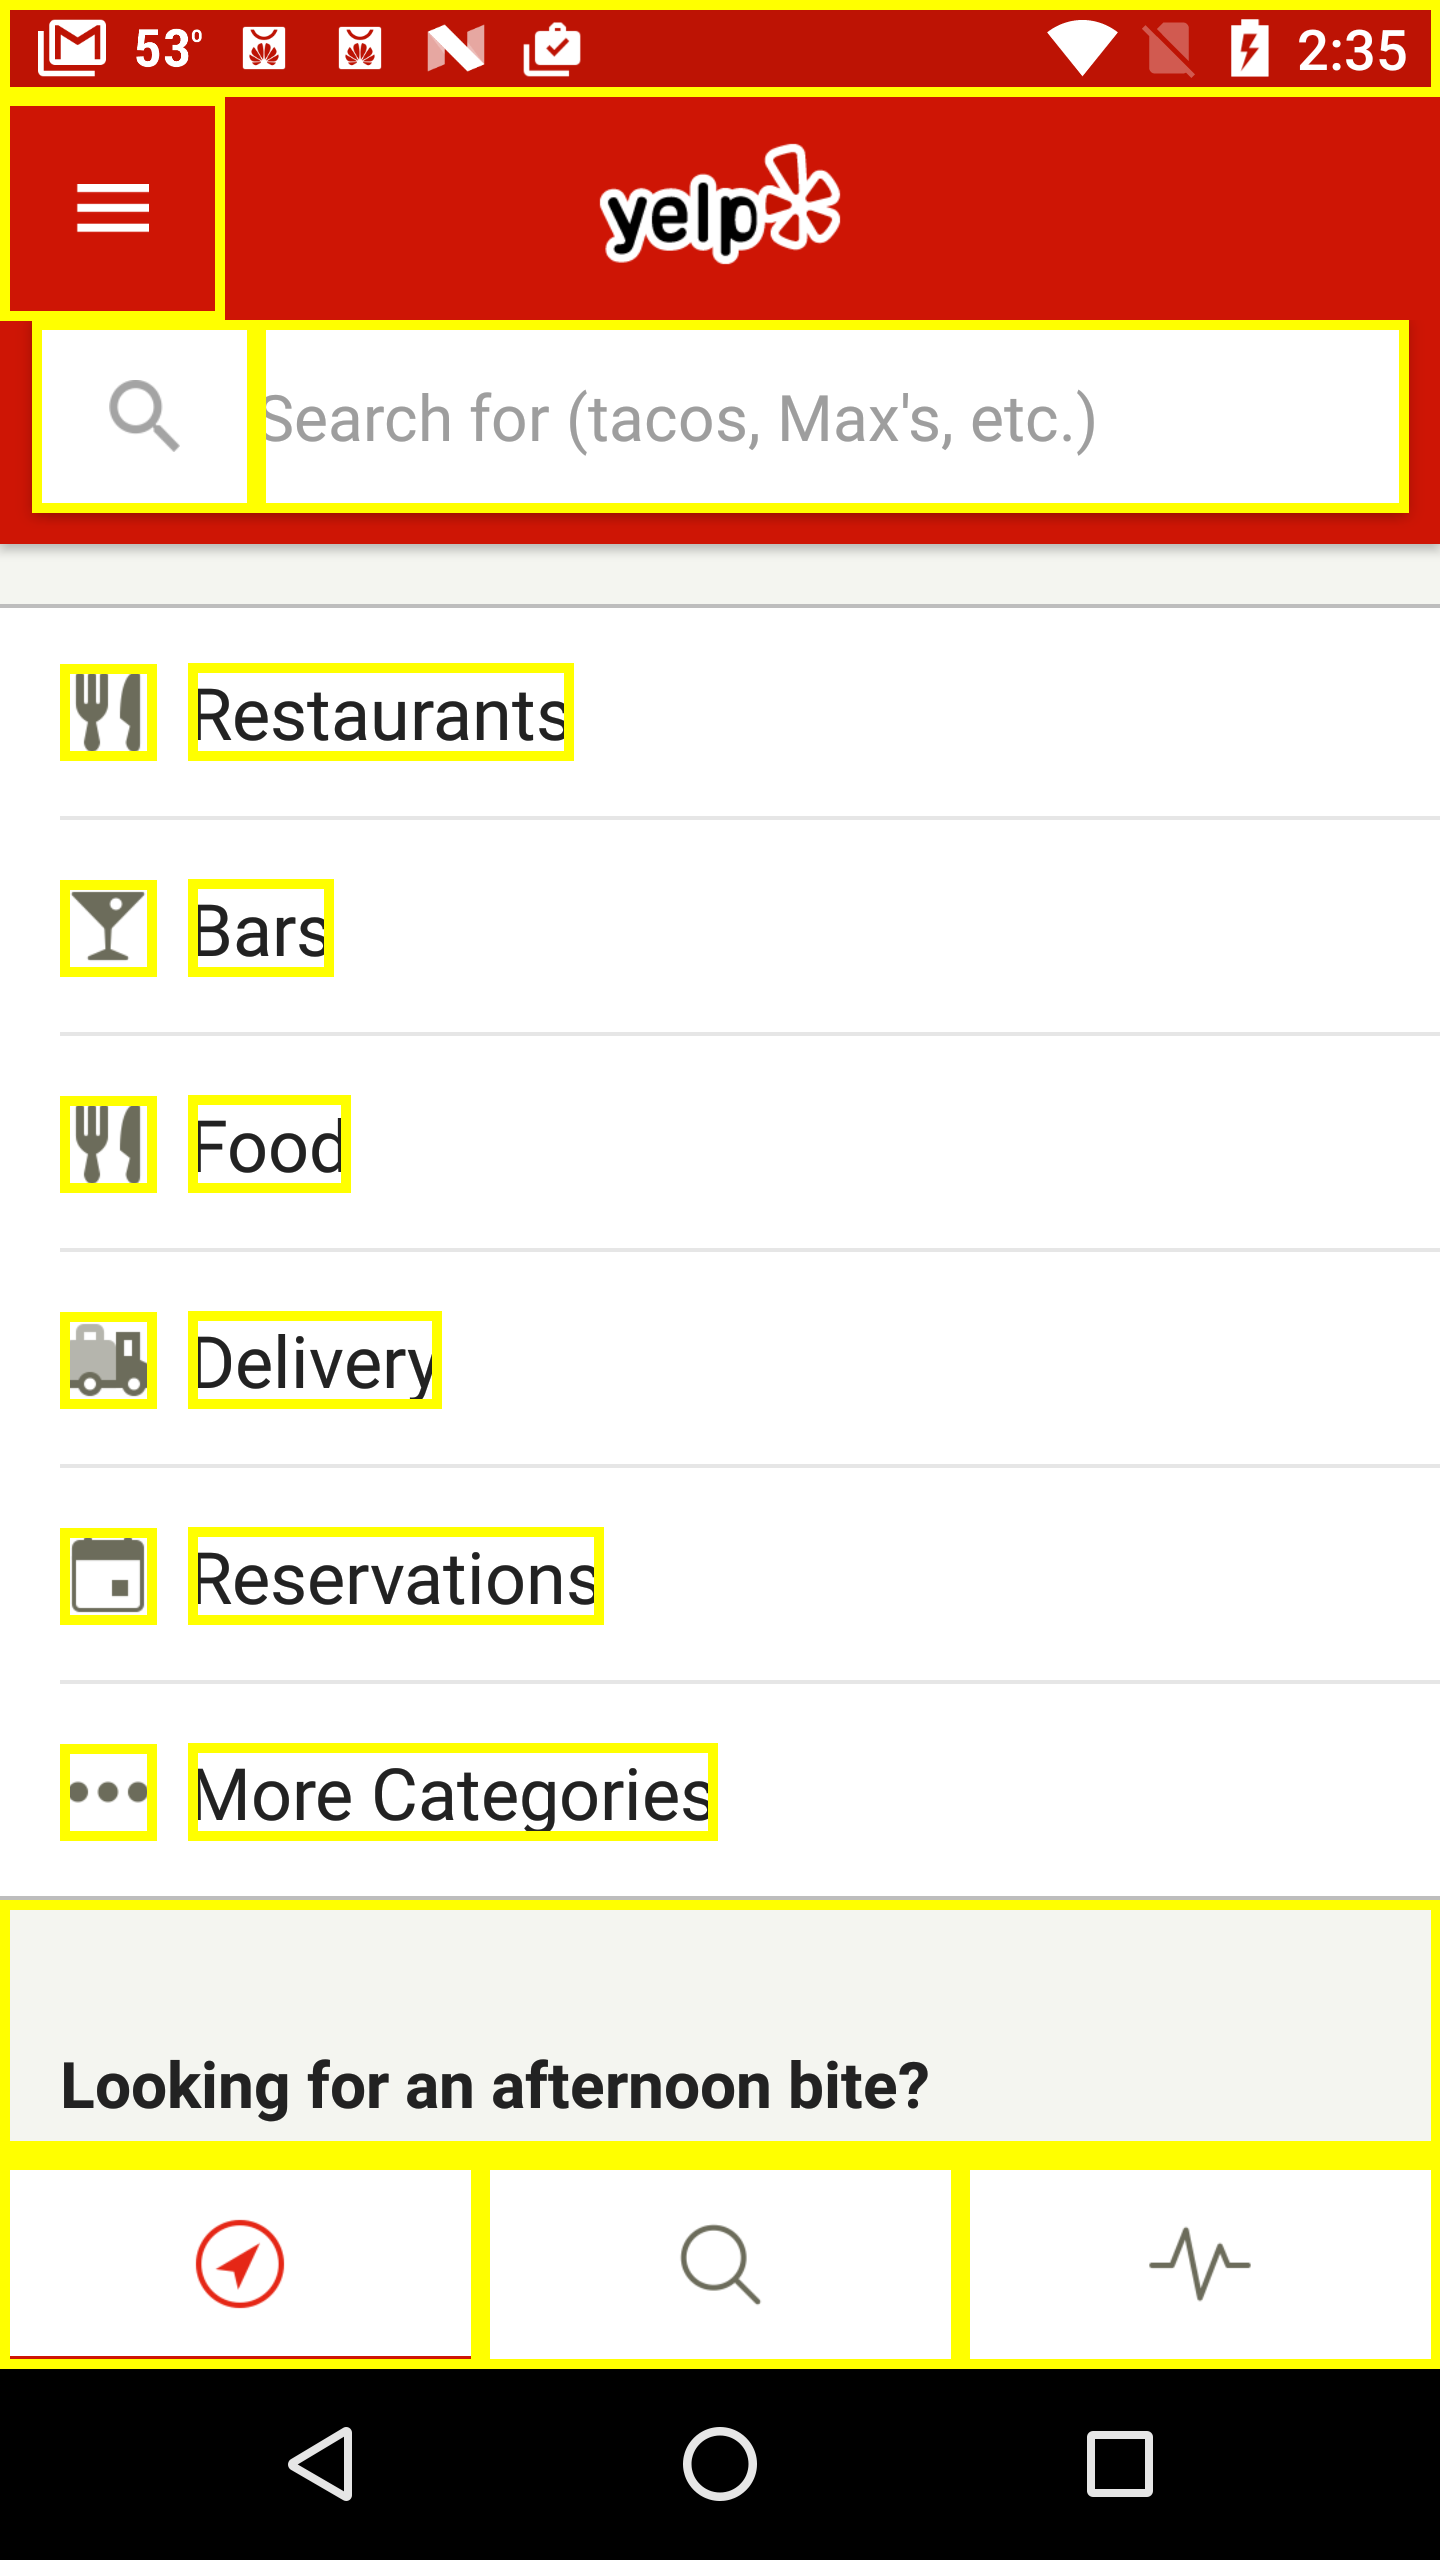 53° 2:35
yelp
Search for (tacos, Max's, etc.)
Restaurants
Bars
Food
Delivery
Reservations
More Categories
Looking for an afternoon bite?